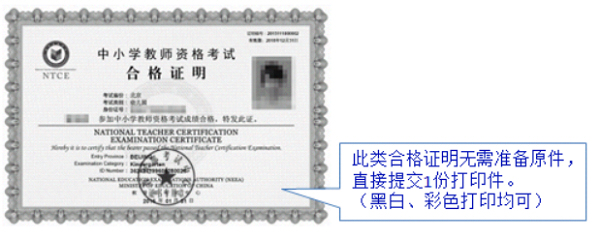 NTCE
中小学教师资格考试
合格证明
考试省份：北京
考试类别：幼儿园
身份证号：
参加中小学教师资格考试成绩合格，特发此证。
NATIONAL TEACHER CERTIFICATION
EXAMINATION CERTIFICATE
Hereby it is certify that the bearer passed the National Teacher Certification Examination.
Entry Province : BEIJING
Examination Category : Kindergarten
ID Number :
NATIONAL EDUCATION EXAMINATIONS AUTHORITY (NEEA)
MINISTRY OF EDUCATION OF CHINA
此类合格证明无需准备原件，
直接提交1份打印件。
（黑白、彩色打印均可）